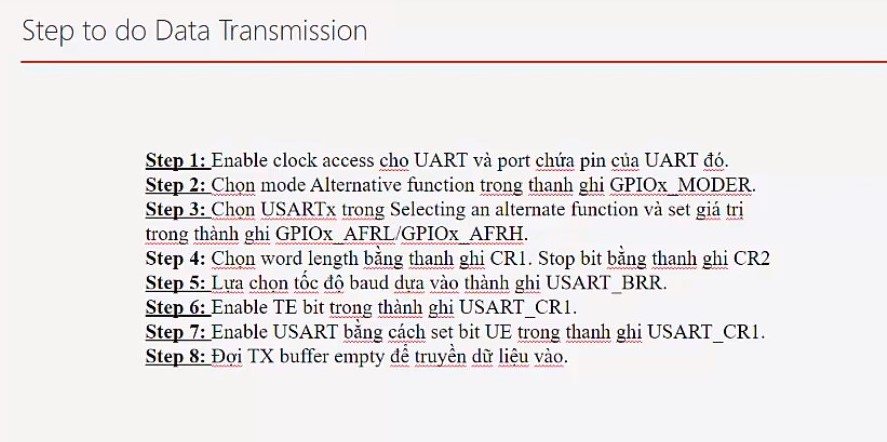 Step to do Data Transmission
Step 1: Enable clock access cho UART và port chứa pin của UART đó.
Step 2: Chọn mode Alternative function trong thanh ghi GPIOx_MODER.
Step 3: Chọn USARTx trong Selecting an alternate function và set giá trị
trong thành ghi GPIOx_AFRL/GPIOx_AFRH.
Step 4: Chọn word length bằng thanh ghi CR1. Stop bit bằng thanh ghi CR2
Step 5: Lựa chọn tốc độ baud dựa vào thành ghi USART_BRR.
Step 6: Enable TE bit trong thành ghi USART_CR1.
Step 7: Enable USART bằng cách set bit UE trong thanh ghi USART_CR1.
Step 8: Đợi TX buffer empty để truyền dữ liệu vào.